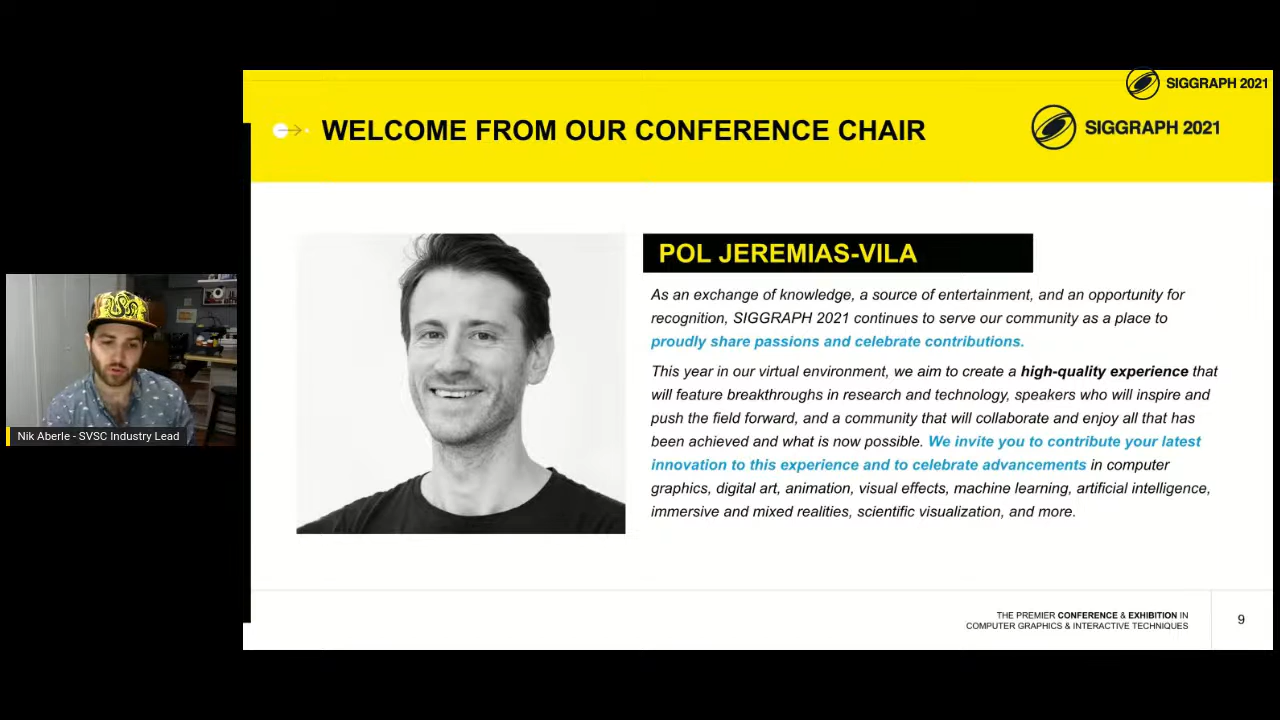 SIGGRAPH 2021
WELCOME FROM OUR CONFERENCE CHAIR
SIGGRAPH 2021
POL JEREMIAS-VILA
As an exchange of knowledge, a source of entertainment, and an opportunity for
recognition, SIGGRAPH 2021 continues to serve our community as a place to
proudly share passions and celebrate contributions.
This year in our virtual environment, we aim to create a high-quality experience that
will feature breakthroughs in research and technology, speakers who will inspire and
push the field forward, and a community that will collaborate and enjoy all that has
been achieved and what is now possible. We invite you to contribute your latest
innovation to this experience and to celebrate advancements in computer
graphics, digital art, animation, visual effects, machine learning, artificial intelligence,
immersive and mixed realities, scientific visualization, and more.
Nik Aberle - SVSC Industry Lead
THE PREMIER CONFERENCE & EXHIBITION IN
COMPUTER GRAPHICS & INTERACTIVE TECHNIQUES
9